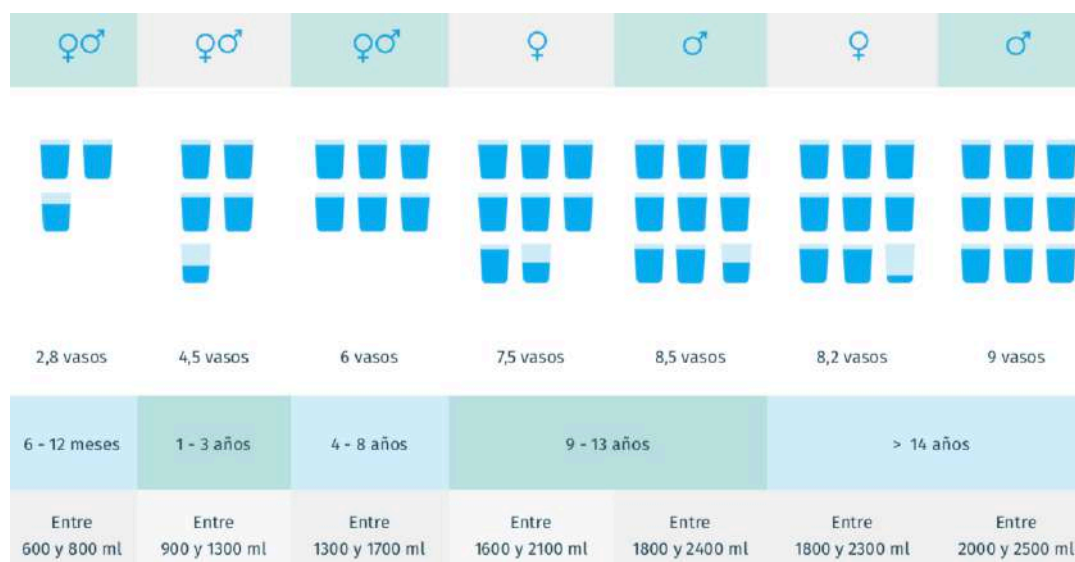 2,8 vasos
4,5 vasos
6 vasos
7,5 vasos
8,5 vasos
8,2 vasos
9 vasos
6 - 12 meses
1 - 3 años
4 - 8 años
9 - 13 años
> 14 años
Entre
600 y 800 ml
Entre
900 y 1300 ml
Entre
1300 y 1700 ml
Entre
1600 y 2100 ml
Entre
1800 y 2400 ml
Entre
1800 y 2300 ml
Entre
2000 y 2500 ml